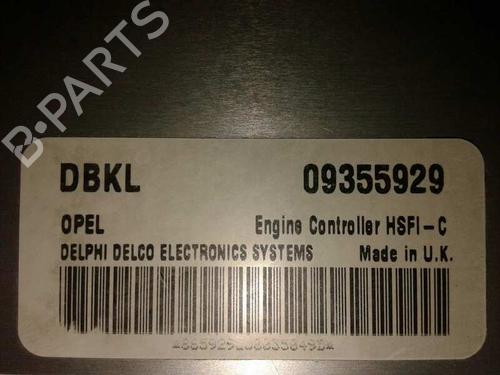 B-PARTS
DBKL 09355929
OPEL Engine Controller HSFI-C
DELPHI DELCO ELECTRONICS SYSTEMS Made in U.K.